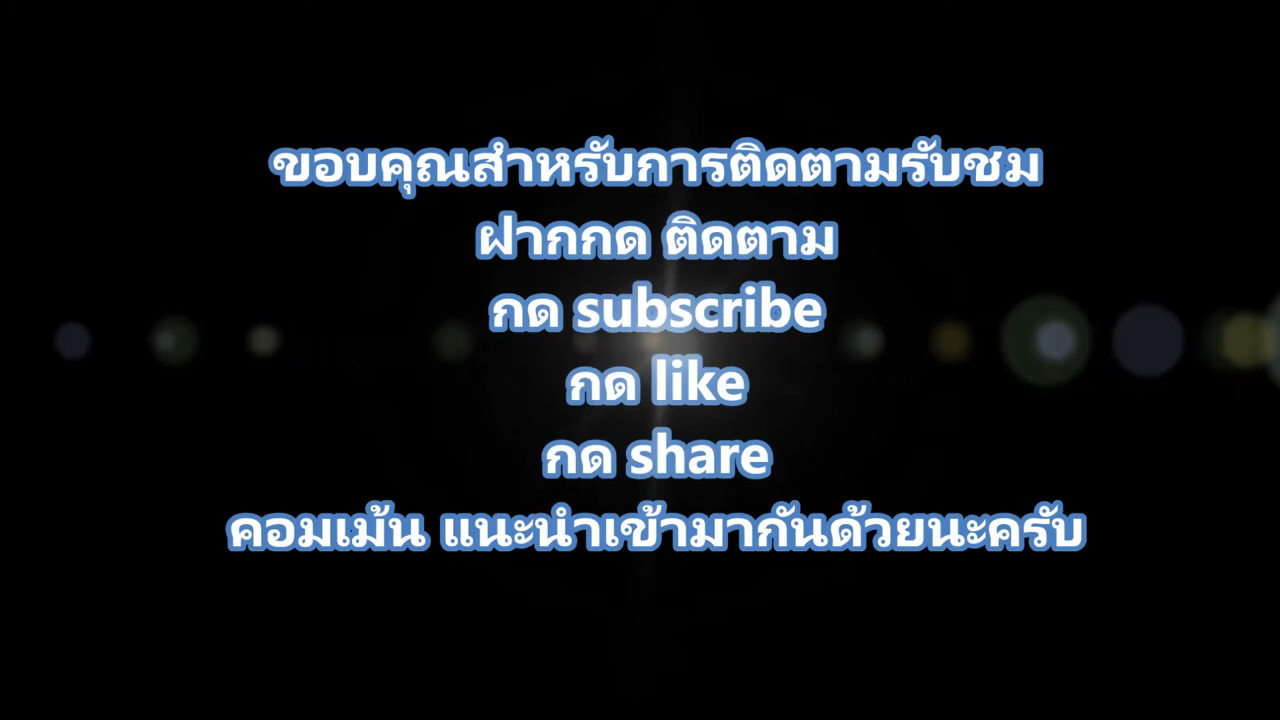 ขอบคุณสำหรับการติดตามรับชม
ฝากกด ติดตาม
กด subscribe
กด like
กด share
คอมเม้น แนะนำเข้ามากันด้วยนะครับ